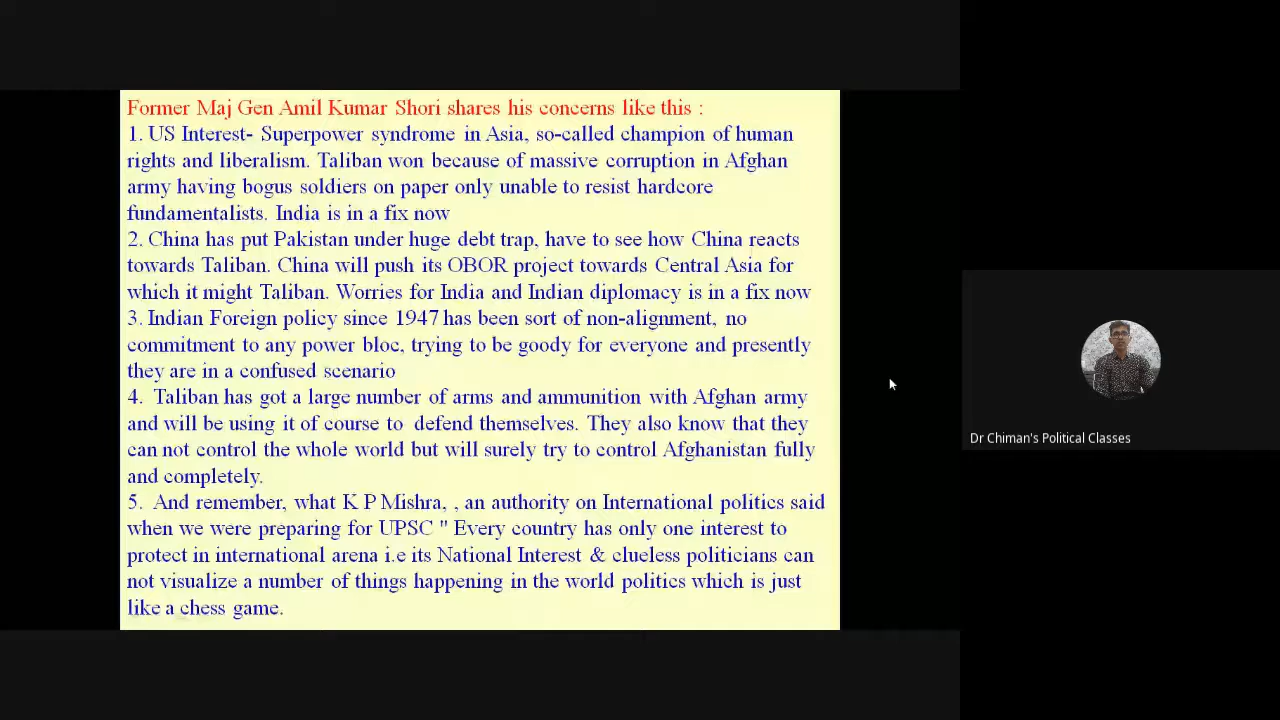 Former Maj Gen Amil Kumar Shori shares his concerns like this :
1. US Interest- Superpower syndrome in Asia, so-called champion of human
rights and liberalism. Taliban won because of massive corruption in Afghan
army having bogus soldiers on paper only unable to resist hardcore
fundamentalists. India is in a fix now
2. China has put Pakistan under huge debt trap, have to see how China reacts
towards Taliban. China will push its OBOR project towards Central Asia for
which it might Taliban. Worries for India and Indian diplomacy is in a fix now
3. Indian Foreign policy since 1947 has been sort of non-alignment, no
commitment to any power bloc, trying to be goody for everyone and presently
they are in a confused scenario
4.  Taliban has got a large number of arms and ammunition with Afghan army
and will be using it of course to  defend themselves. They also know that they
can not control the whole world but will surely try to control Afghanistan fully
and completely.
5.  And remember, what K P Mishra, , an authority on International politics said
when we were preparing for UPSC " Every country has only one interest to
protect in international arena i.e its National Interest & clueless politicians can
not visualize a number of things happening in the world politics which is just
like a chess game.
Dr Chiman's Political Classes